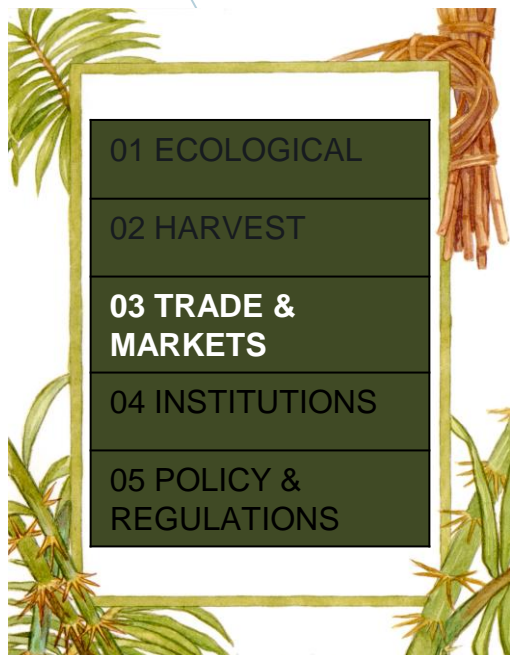 01 ECOLOGICAL
02 HARVEST
03 TRADE &
MARKETS
04 INSTITUTIONS
05 POLICY &
REGULATIONS